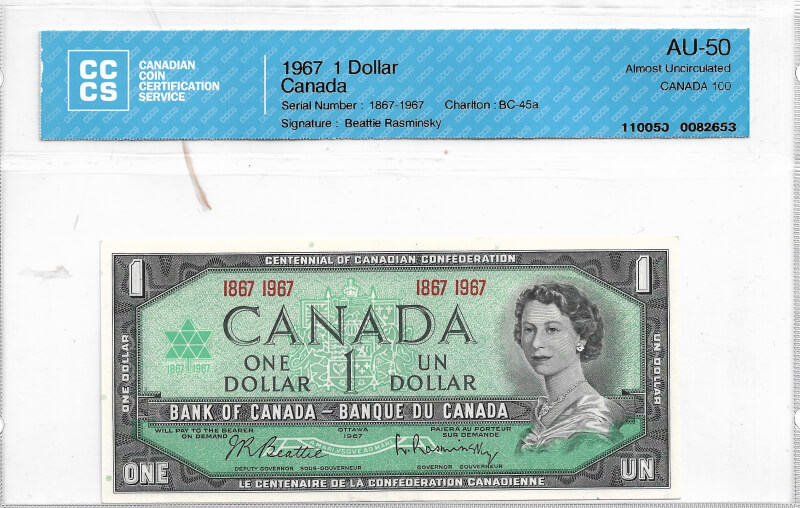 CC
CS
CANADIAN
COIN
CERTIFICATION
SERVICE
1967 1 Dollar
Canada
Serial Number : 1867-1967 Charlton : BC-45a
Signature : Beattie Rasminsky
AU-50
Almost Uncirculated
CANADA 100
110050 0082653
CENTENNIAL OF CANADIAN CONFEDERATION
1 1
1867 1967 1867 1967
CANADA
ONE DOLLAR 1 UN DOLLAR
1867 1967
ONE DOLLAR
UN DOLLAR
BANK OF CANADA – BANQUE DU CANADA
WILL PAY TO THE BEARER
ON DEMAND
OTTAWA
1967
PAIERA AU PORTEUR
SUR DEMANDE
JR Beattie
L. Rasminsky
DEPUTY GOVERNOR SOUS-GOUVERNEUR
GOVERNOR GOUVERNEUR
ONE
UN
LE CENTENAIRE DE LA CONFÉDÉRATION CANADIENNE